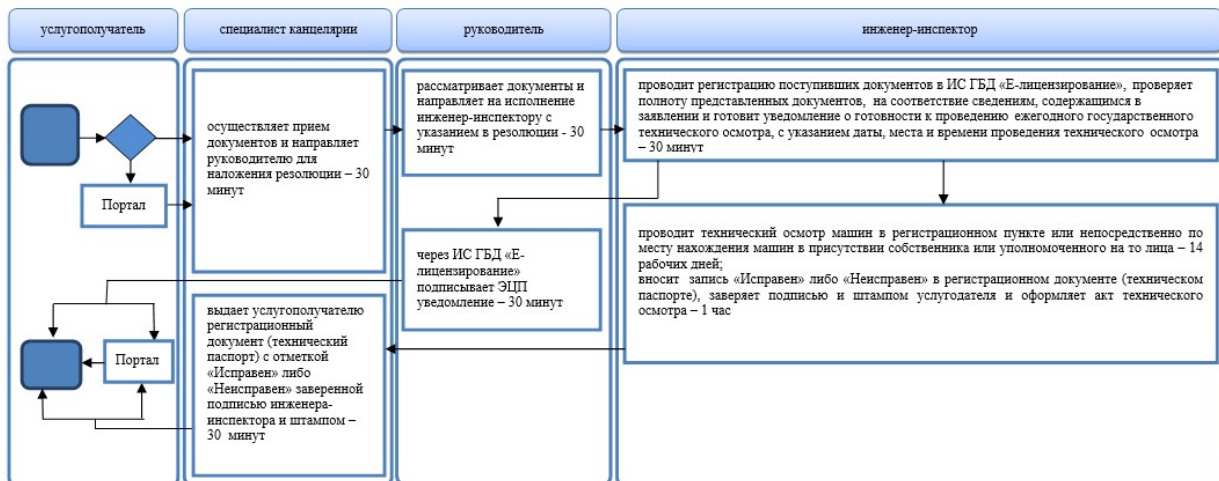 услугополучатель
специалист канцелярии
руководитель
инженер-инспектор
Портал
осуществляет прием
документов и направляет
руководителю для
наложения резолюции – 30
минут
рассматривает документы и
направляет на исполнение
инженер-инспектору с
указанием в резолюции - 30
минут
проводит регистрацию поступивших документов в ИС ГБД «Е-лицензирование», проверяет
полноту представленных документов, на соответствие сведениям, содержащимся в
заявлении и готовит уведомление о готовности к проведению ежегодного государственного
технического осмотра, с указанием даты, места и времени проведения технического осмотра
– 30 минут
через ИС ГБД «Е-
лицензирование»
подписывает ЭЦП
уведомление – 30 минут
проводит технический осмотр машин в регистрационном пункте или непосредственно по
месту нахождения машин в присутствии собственника или уполномоченного на то лица – 14
рабочих дней;
вносит запись «Исправен» либо «Неисправен» в регистрационном документе (техническом
паспорте), заверяет подписью и штампом услугодателя и оформляет акт технического
осмотра – 1 час
Портал
выдает услугополучателю
регистрационный
документ (технический
паспорт) с отметкой
«Исправен» либо
«Неисправен» заверенной
подписью инженера-
инспектора и штампом –
30 минут